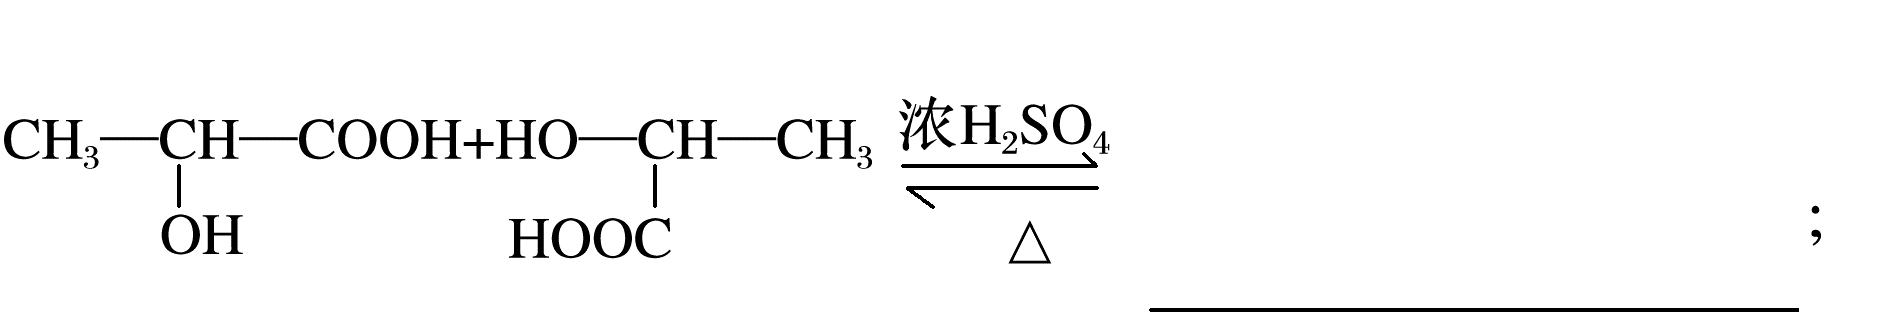 浓H₂SO₄
CH₃—CH—COOH+HO—CH—CH₃ ⇌ ;
OH HOOC △